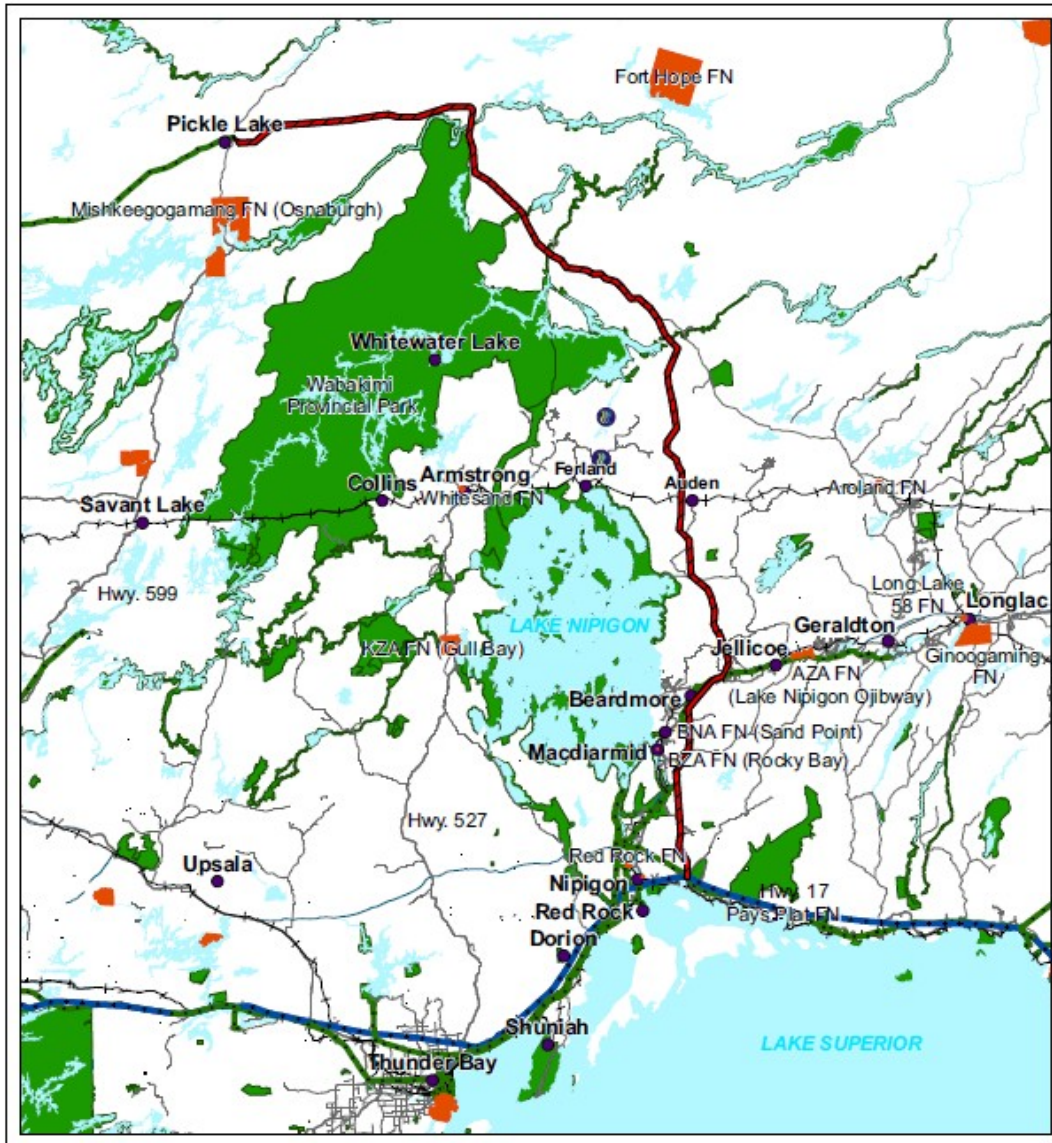 Fort Hope FN
Pickle Lake
Mishkeegogamang FN (Osnaburgh)
Whitewater Lake
Wabakimi
Provincial Park
Ferland
Armstrong
Collins
Whitesand FN
Auden
Aroland FN
Savant Lake
Hwy. 599
Long Lake
58 FN
Longlac
LAKE NIPIGON
Geraldton
KZA FN (Gull Bay)
Jellicoe
Ginoogaming
FN
AZA FN
(Lake Nipigon Ojibway)
Beardmore
BNA FN (Sand Point)
Macdiarmid
BZA FN (Rocky Bay)
Hwy. 527
Red Rock FN
Upsala
Nipigon
Hwy. 17
Red Rock
Pays Plat FN
Dorion
Shuniah
LAKE SUPERIOR
Thunder Bay